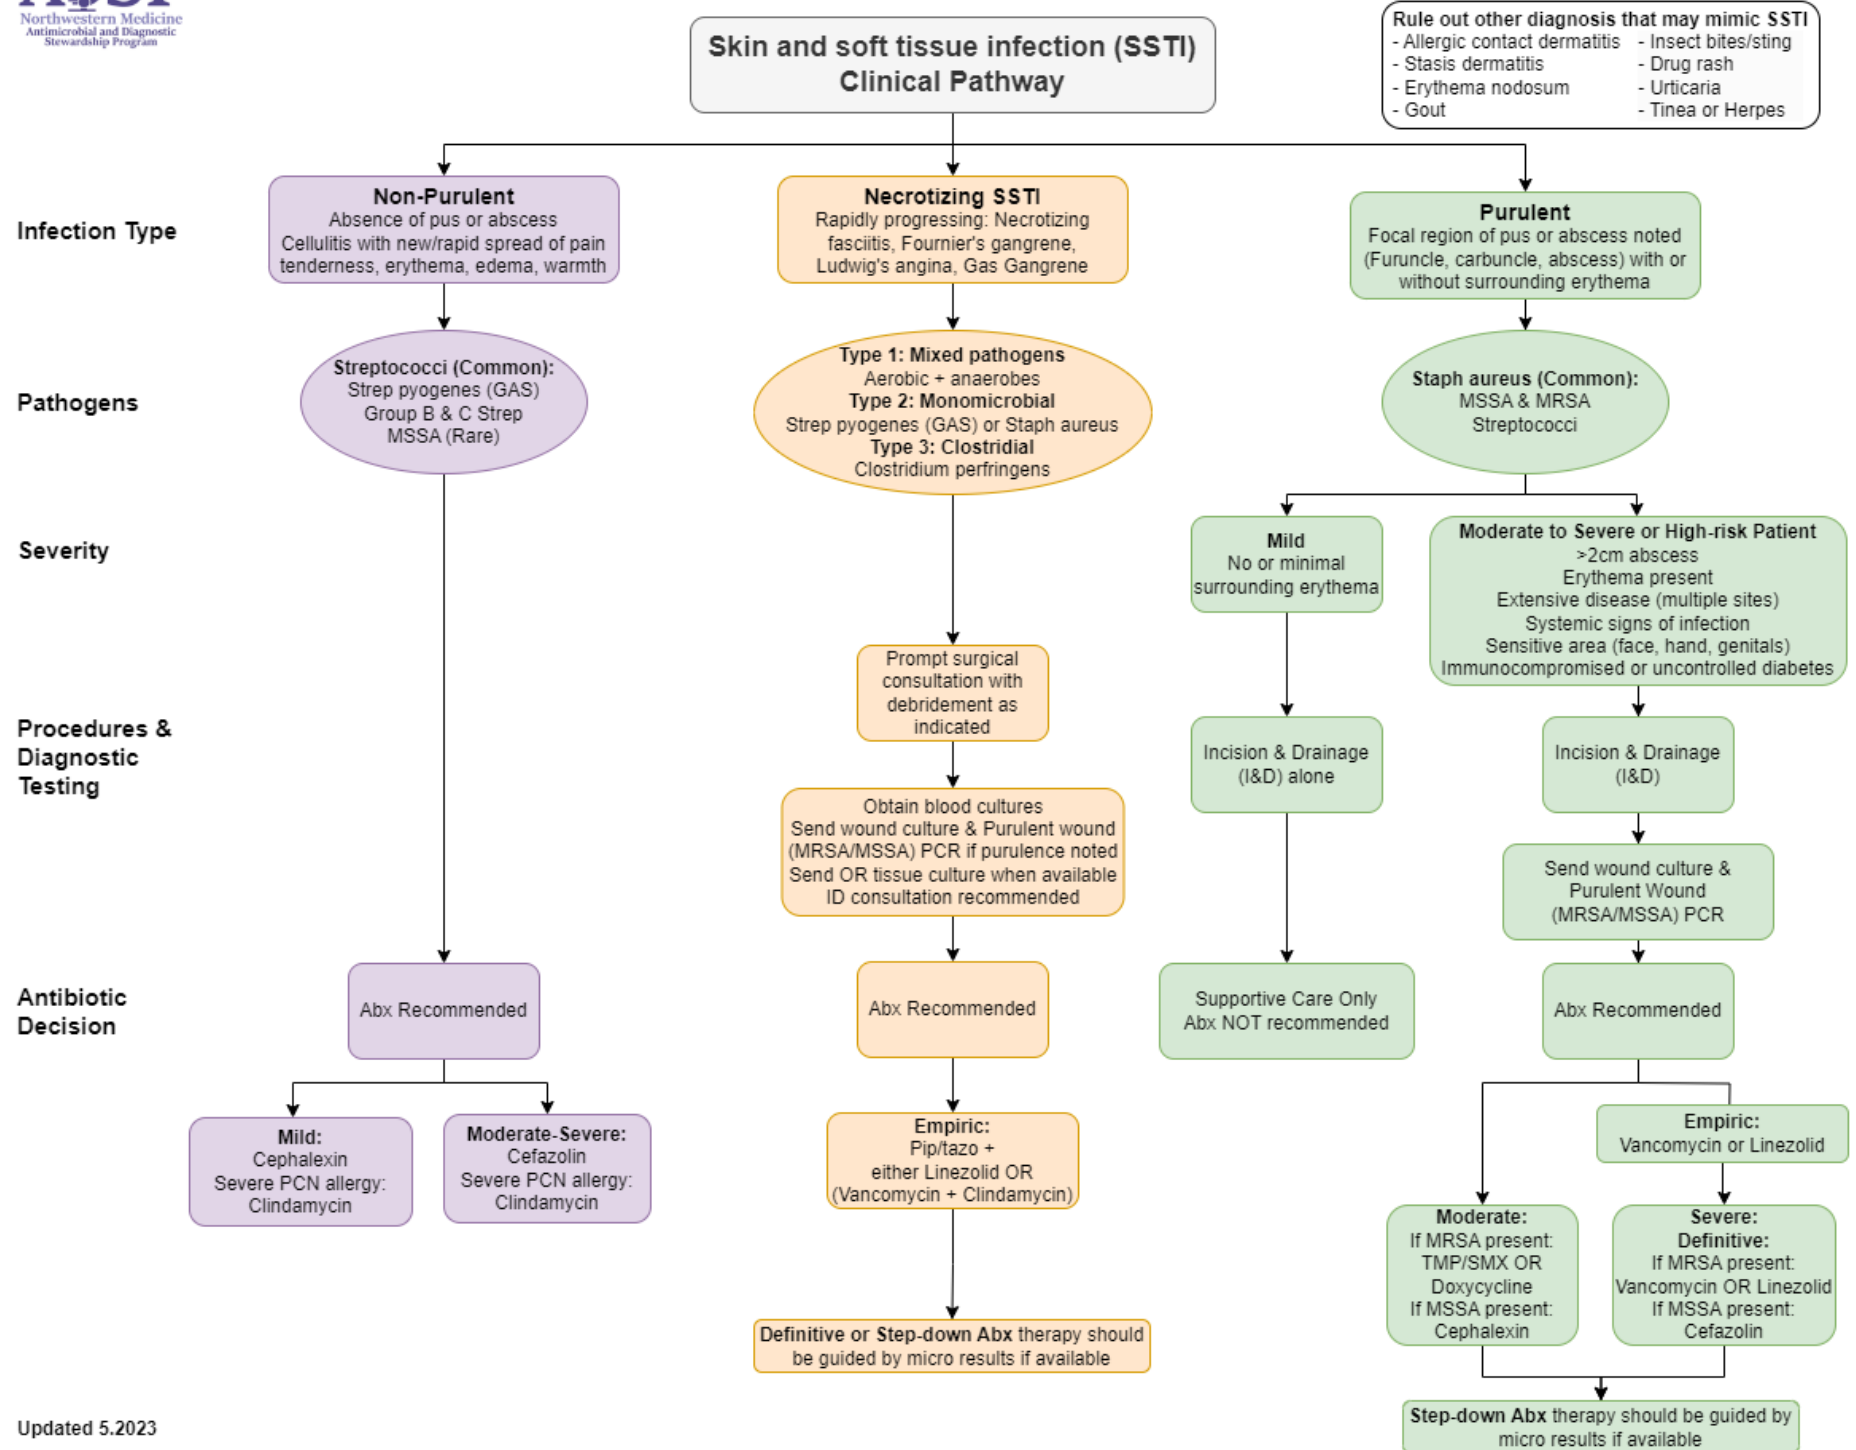 Northwestern Medicine
Antimicrobial and Diagnostic
Stewardship Program
Skin and soft tissue infection (SSTI)
Clinical Pathway
Rule out other diagnosis that may mimic SSTI
- Allergic contact dermatitis
- Stasis dermatitis
- Erythema nodosum
- Gout
- Insect bites/sting
- Drug rash
- Urticaria
- Tinea or Herpes
Infection Type
Non-Purulent
Absence of pus or abscess
Cellulitis with new/rapid spread of pain
tenderness, erythema, edema, warmth
Necrotizing SSTI
Rapidly progressing: Necrotizing
fasciitis, Fournier's gangrene,
Ludwig's angina, Gas Gangrene
Purulent
Focal region of pus or abscess noted
(Furuncle, carbuncle, abscess) with or
without surrounding erythema
Pathogens
Streptococci (Common):
Strep pyogenes (GAS)
Group B & C Strep
MSSA (Rare)
Type 1: Mixed pathogens
Aerobic + anaerobes
Type 2: Monomicrobial
Strep pyogenes (GAS) or Staph aureus
Type 3: Clostridial
Clostridium perfringens
Staph aureus (Common):
MSSA & MRSA
Streptococci
Severity
Mild
No or minimal
surrounding erythema
Moderate to Severe or High-risk Patient
>2cm abscess
Erythema present
Extensive disease (multiple sites)
Systemic signs of infection
Sensitive area (face, hand, genitals)
Immunocompromised or uncontrolled diabetes
Procedures &
Diagnostic
Testing
Prompt surgical
consultation with
debridement as
indicated
Obtain blood cultures
Send wound culture & Purulent wound
(MRSA/MSSA) PCR if purulence noted
Send OR tissue culture when available
ID consultation recommended
Incision & Drainage
(I&D) alone
Incision & Drainage
(I&D)
Send wound culture &
Purulent Wound
(MRSA/MSSA) PCR
Antibiotic
Decision
Abx Recommended
Abx Recommended
Supportive Care Only
Abx NOT recommended
Abx Recommended
Mild:
Cephalexin
Severe PCN allergy:
Clindamycin
Moderate-Severe:
Cefazolin
Severe PCN allergy:
Clindamycin
Empiric:
Pip/tazo +
either Linezolid OR
(Vancomycin + Clindamycin)
Definitive or Step-down Abx therapy should
be guided by micro results if available
Empiric:
Vancomycin or Linezolid
Moderate:
If MRSA present:
TMP/SMX OR
Doxycycline
If MSSA present:
Cephalexin
Severe:
Definitive:
If MRSA present:
Vancomycin OR Linezolid
If MSSA present:
Cefazolin
Step-down Abx therapy should be guided by
micro results if available
Updated 5.2023